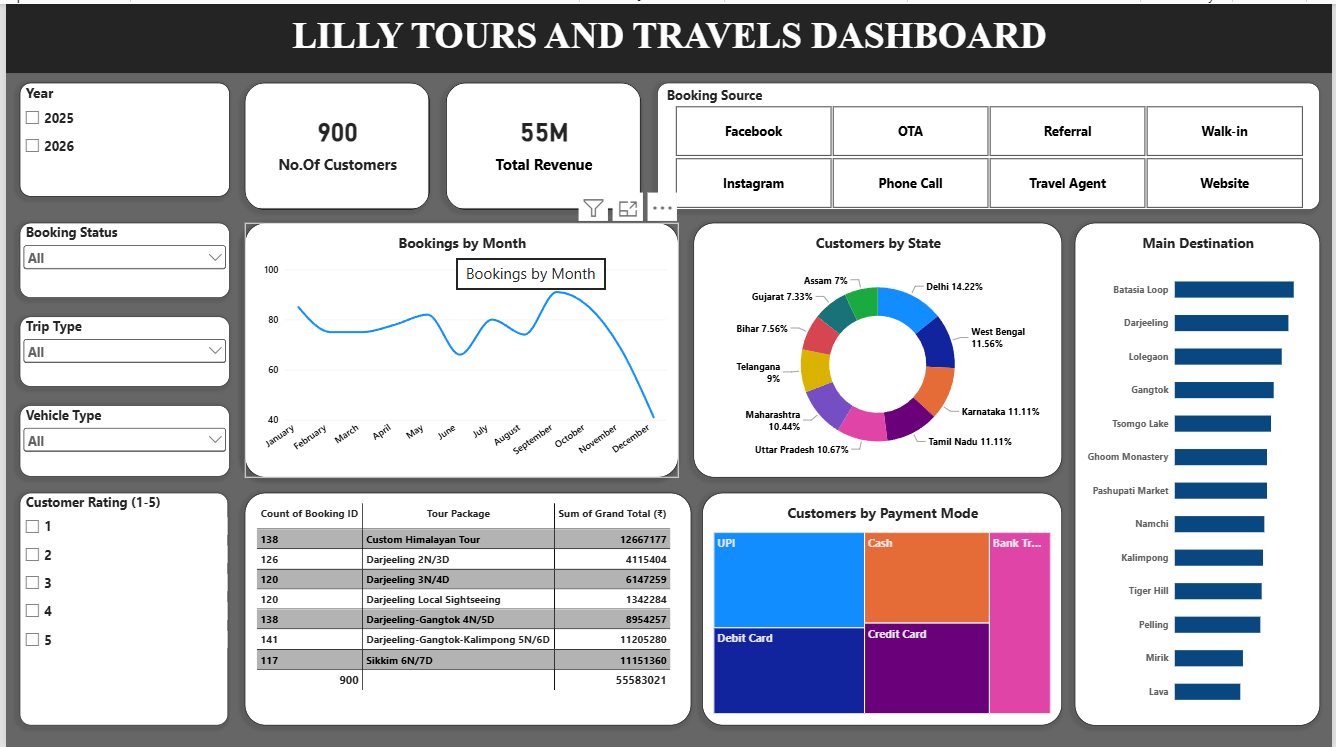 LILLY TOURS AND TRAVELS DASHBOARD
Year
2025
2026
900
No.Of Customers
55M
Total Revenue
Booking Source
Facebook
OTA
Referral
Walk-in
Instagram
Phone Call
Travel Agent
Website
Booking Status
All
Trip Type
All
Vehicle Type
All
Customer Rating (1-5)
1
2
3
4
5
Bookings by Month
Bookings by Month
100
80
60
40
January
February
March
April
May
June
July
August
September
October
November
December
Customers by State
Delhi 14.22%
West Bengal
11.56%
Karnataka 11.11%
Tamil Nadu 11.11%
Uttar Pradesh 10.67%
Maharashtra
10.44%
Telangana
9%
Bihar 7.56%
Gujarat 7.33%
Assam 7%
Main Destination
Batasia Loop
Darjeeling
Lolegaon
Gangtok
Tsomgo Lake
Ghoom Monastery
Pashupati Market
Namchi
Kalimpong
Tiger Hill
Pelling
Mirik
Lava
Count of Booking ID Tour Package Sum of Grand Total (₹)
138 Custom Himalayan Tour 12667177
126 Darjeeling 2N/3D 4115404
120 Darjeeling 3N/4D 6147259
120 Darjeeling Local Sightseeing 1342284
138 Darjeeling-Gangtok 4N/5D 8954257
141 Darjeeling-Gangtok-Kalimpong 5N/6D 11205280
117 Sikkim 6N/7D 11151360
900 55583021
Customers by Payment Mode
UPI
Cash
Bank Tr...
Debit Card
Credit Card